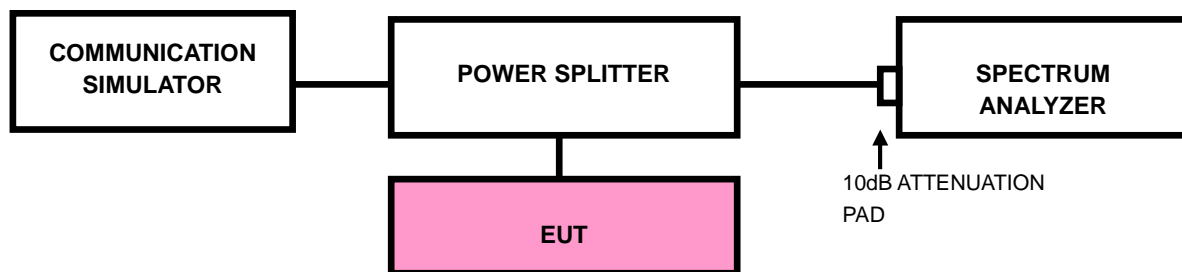 COMMUNICATION
SIMULATOR
POWER SPLITTER
SPECTRUM
ANALYZER
10dB ATTENUATION
PAD
EUT